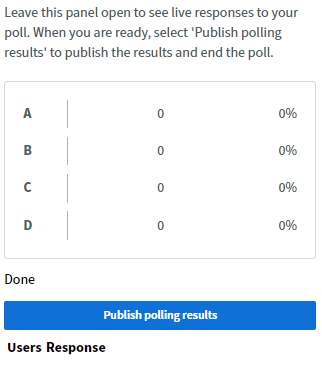 Leave this panel open to see live responses to your
poll. When you are ready, select 'Publish polling
results' to publish the results and end the poll.
A 0 0%
B 0 0%
C 0 0%
D 0 0%
Done
Publish polling results
Users Response